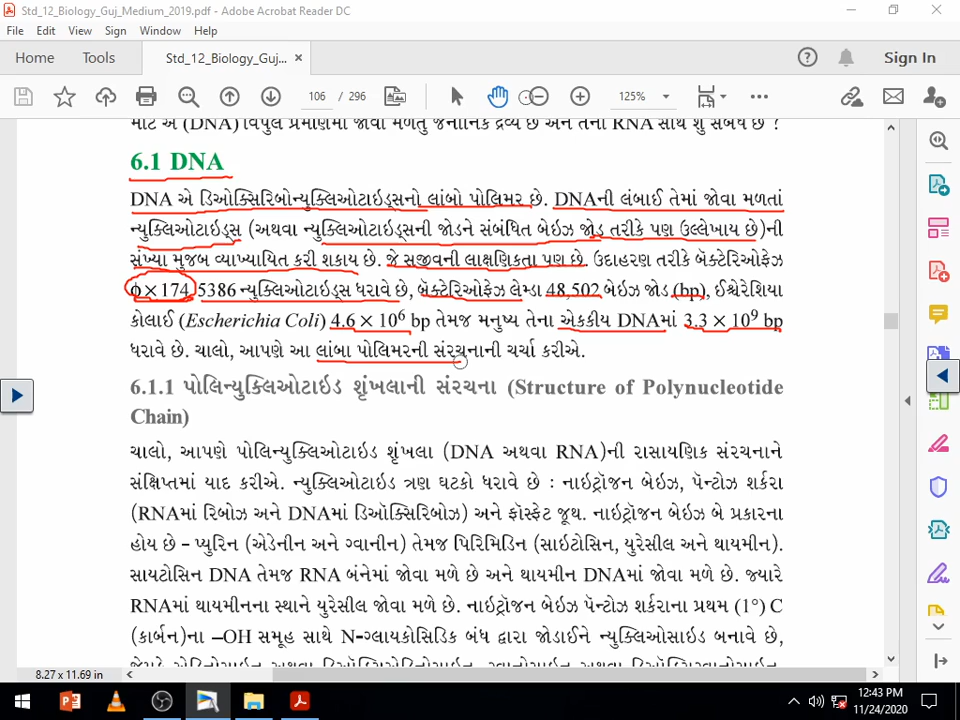 Std_12_Biology_Guj_Medium_2019.pdf - Adobe Acrobat Reader DC
File Edit View Sign Window Help
Home Tools Std_12_Biology_Guj... × Sign In
106 / 296 125%
માટે એ (DNA) વિપુલ પ્રમાણમાં જોવા મળતું જનીનિક દ્રવ્ય છે અને તેનો RNA સાથે શું સંબંધ છે ?
6.1 DNA
DNA એ ડિઓક્સિરિબોન્યુક્લિઓટાઇડ્સનો લાંબો પોલિમર છે. DNAની લંબાઈ તેમાં જોવા મળતાં
ન્યુક્લિઓટાઇડ્સ (અથવા ન્યુક્લિઓટાઇડ્સની જોડને સંબંધિત બેઇઝ જોડ તરીકે પણ ઉલ્લેખાય છે)ની
સંખ્યા મુજબ વ્યાખ્યાયિત કરી શકાય છે. જે સજીવની લાક્ષણિકતા પણ છે. ઉદાહરણ તરીકે બૅક્ટેરિઓફેઝ
ϕ × 174 5386 ન્યુક્લિઓટાઇડ્સ ધરાવે છે, બૅક્ટેરિઓફેઝ લેમ્ડા 48,502 બેઇઝ જોડ (bp), ઈશ્ચેરેશિયા
કોલાઈ (Escherichia Coli) 4.6 × 10⁶ bp તેમજ મનુષ્ય તેના એકકીય DNAમાં 3.3 × 10⁹ bp
ધરાવે છે. ચાલો, આપણે આ લાંબા પોલિમરની સંરચનાની ચર્ચા કરીએ.
6.1.1 પોલિન્યુક્લિઓટાઇડ શૃંખલાની સંરચના (Structure of Polynucleotide
Chain)
ચાલો, આપણે પોલિન્યુક્લિઓટાઇડ શૃંખલા (DNA અથવા RNA)ની રાસાયણિક સંરચનાને
સંક્ષિપ્તમાં યાદ કરીએ. ન્યુક્લિઓટાઇડ ત્રણ ઘટકો ધરાવે છે : નાઇટ્રૉજન બેઇઝ, પૅન્ટોઝ શર્કરા
(RNAમાં રિબોઝ અને DNAમાં ડિઑક્સિરિબોઝ) અને ફૉસ્ફેટ જૂથ. નાઇટ્રૉજન બેઇઝ બે પ્રકારના
હોય છે – પ્યુરિન (એડેનીન અને ગ્વાનીન) તેમજ પિરિમિડિન (સાઇટોસિન, યુરેસીલ અને થાયમીન).
સાયટોસિન DNA તેમજ RNA બંનેમાં જોવા મળે છે અને થાયમીન DNAમાં જોવા મળે છે. જ્યારે
RNAમાં થાયમીનના સ્થાને યુરેસીલ જોવા મળે છે. નાઇટ્રૉજન બેઇઝ પૅન્ટોઝ શર્કરાના પ્રથમ (1°) C
(કાર્બન)ના –OH સમૂહ સાથે N-ગ્લાયકોસિડિક બંધ દ્વારા જોડાઈને ન્યુક્લિઓસાઇડ બનાવે છે,
8.27 x 11.69 in
12:43 PM
11/24/2020